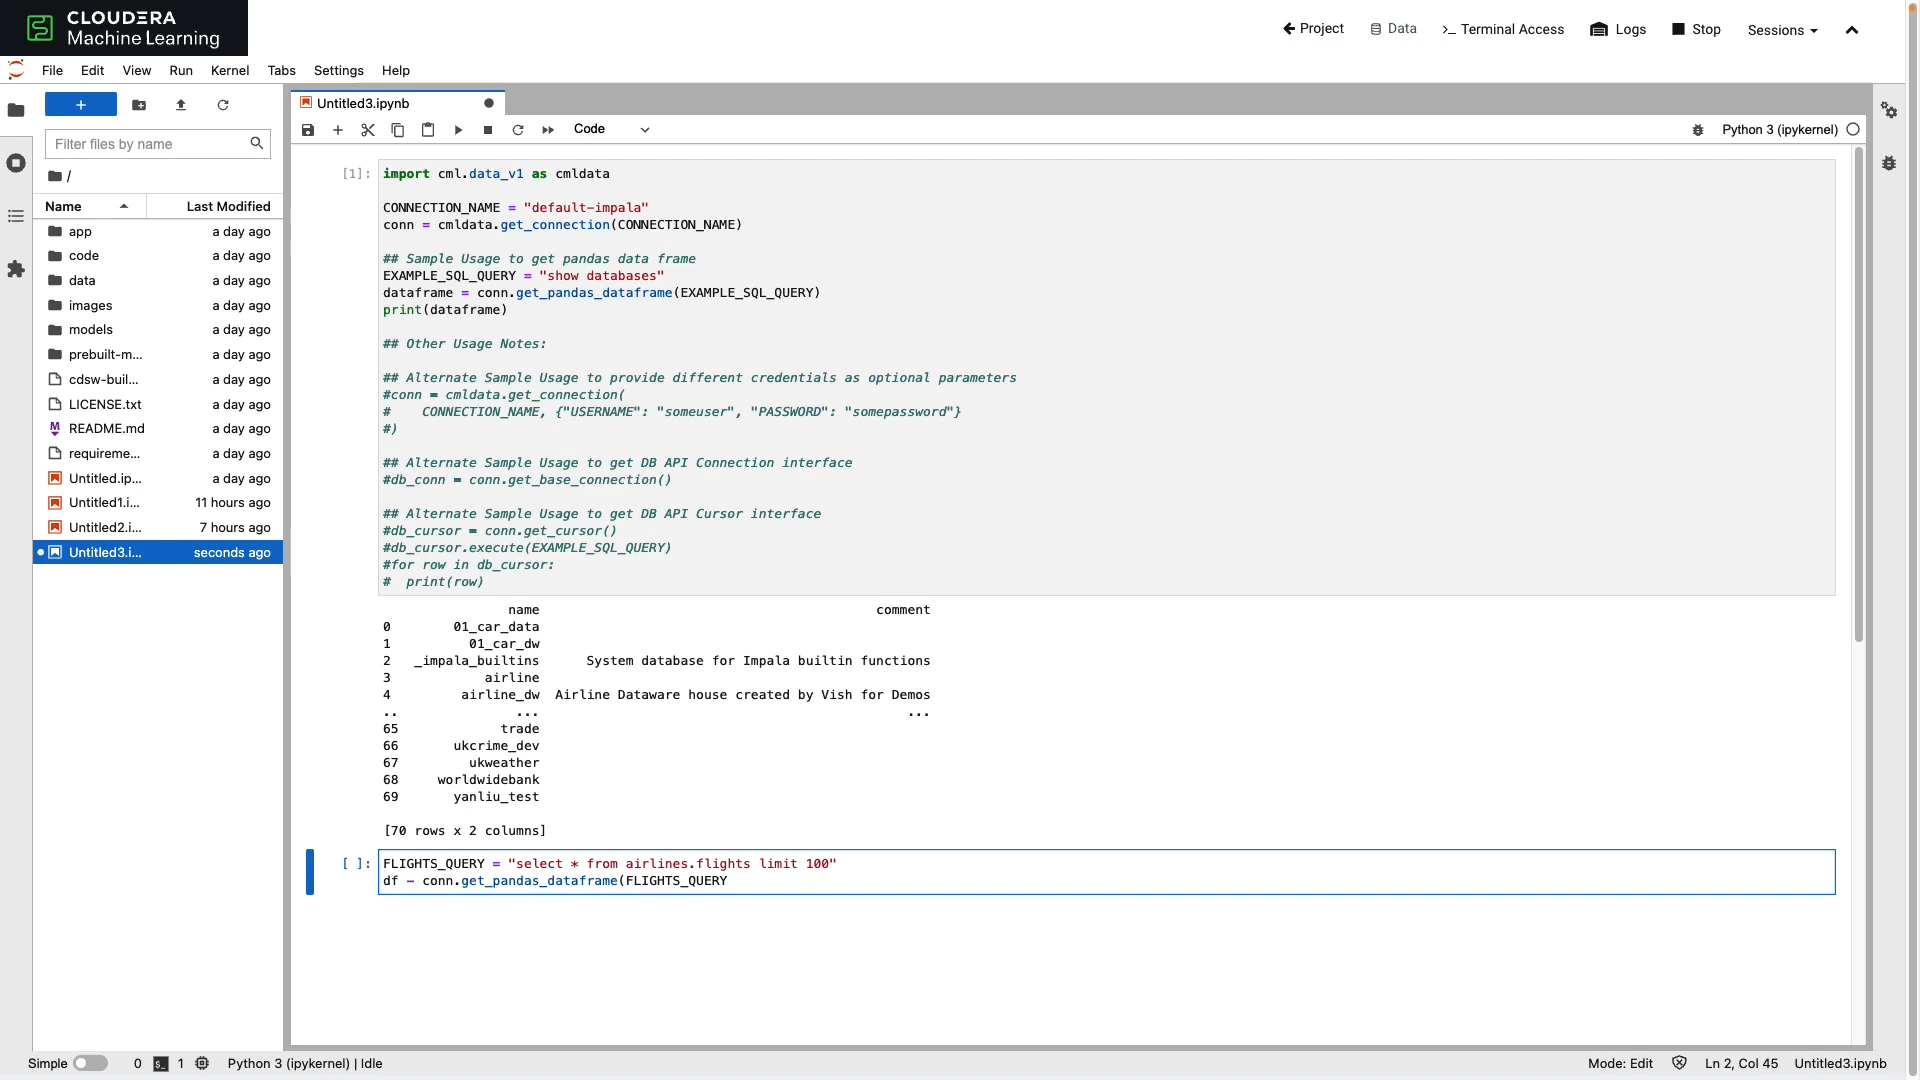 CLOUDERA
Machine Learning
Project
Data
Terminal Access
Logs
Stop
Sessions
File Edit View Run Kernel Tabs Settings Help
+
Filter files by name
/
Name Last Modified
app a day ago
code a day ago
data a day ago
images a day ago
models a day ago
prebuilt-m... a day ago
cdsw-buil... a day ago
LICENSE.txt a day ago
README.md a day ago
requireme... a day ago
Untitled.ip... a day ago
Untitled1.i... 11 hours ago
Untitled2.i... 7 hours ago
Untitled3.i... seconds ago
Untitled3.ipynb
Code
Python 3 (ipykernel)
[1]: import cml.data_v1 as cmldata
CONNECTION_NAME = "default-impala"
conn = cmldata.get_connection(CONNECTION_NAME)
## Sample Usage to get pandas data frame
EXAMPLE_SQL_QUERY = "show databases"
dataframe = conn.get_pandas_dataframe(EXAMPLE_SQL_QUERY)
print(dataframe)
## Other Usage Notes:
## Alternate Sample Usage to provide different credentials as optional parameters
#conn = cmldata.get_connection(
#    CONNECTION_NAME, {"USERNAME": "someuser", "PASSWORD": "somepassword"}
#)
## Alternate Sample Usage to get DB API Connection interface
#db_conn = conn.get_base_connection()
## Alternate Sample Usage to get DB API Cursor interface
#db_cursor = conn.get_cursor()
#db_cursor.execute(EXAMPLE_SQL_QUERY)
#for row in db_cursor:
#  print(row)
name comment
0 01_car_data
1 01_car_dw
2 _impala_builtins System database for Impala builtin functions
3 airline
4 airline_dw Airline Dataware house created by Vish for Demos
.. ... ...
65 trade
66 ukcrime_dev
67 ukweather
68 worldwidebank
69 yanliu_test
[70 rows x 2 columns]
[ ]: FLIGHTS_QUERY = "select * from airlines.flights limit 100"
df - conn.get_pandas_dataframe(FLIGHTS_QUERY
Simple 0 1 Python 3 (ipykernel) | Idle
Mode: Edit Ln 2, Col 45 Untitled3.ipynb